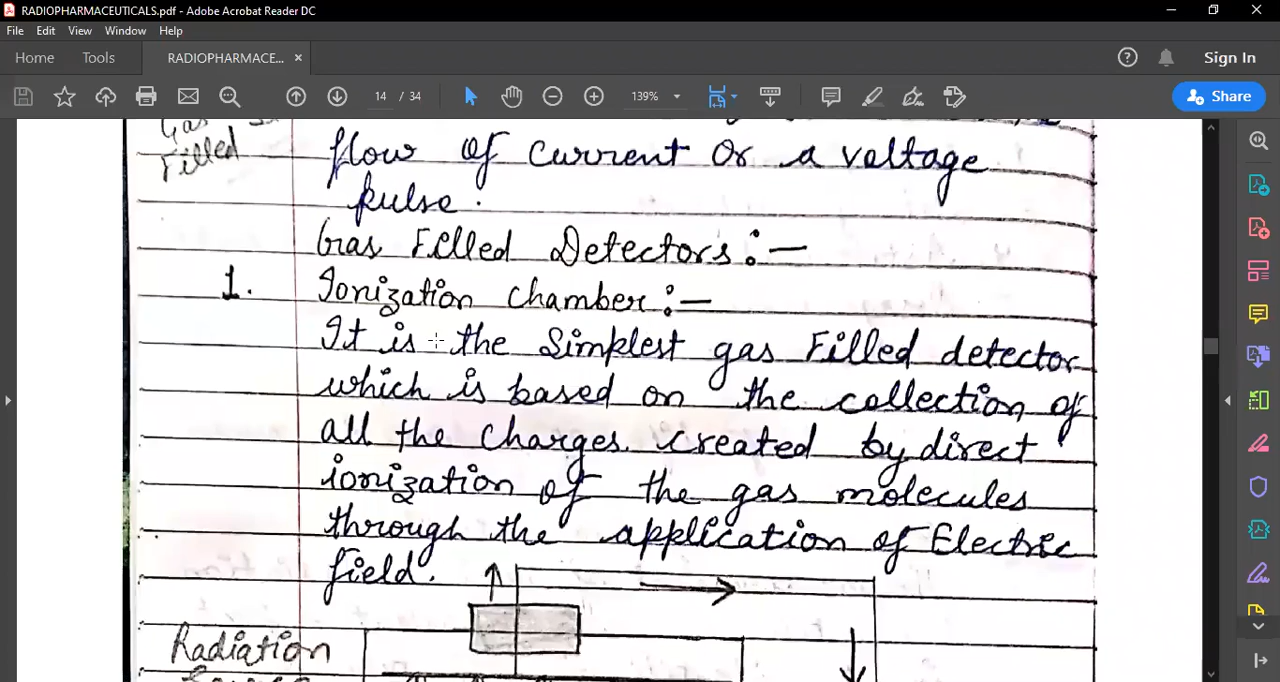 RADIOPHARMACEUTICALS.pdf - Adobe Acrobat Reader DC
File Edit View Window Help
Home Tools RADIOPHARMACE... × Sign In
14 / 34 139% Share
Gas
Filled
flow of current or a voltage
pulse.
Gas Filled Detectors :-
1. Ionization chamber :-
It is the Simplest gas Filled detector
which is based on the collection of
all the charges. created by direct
ionization of the gas molecules
through the application of Electric
field.
Radiation